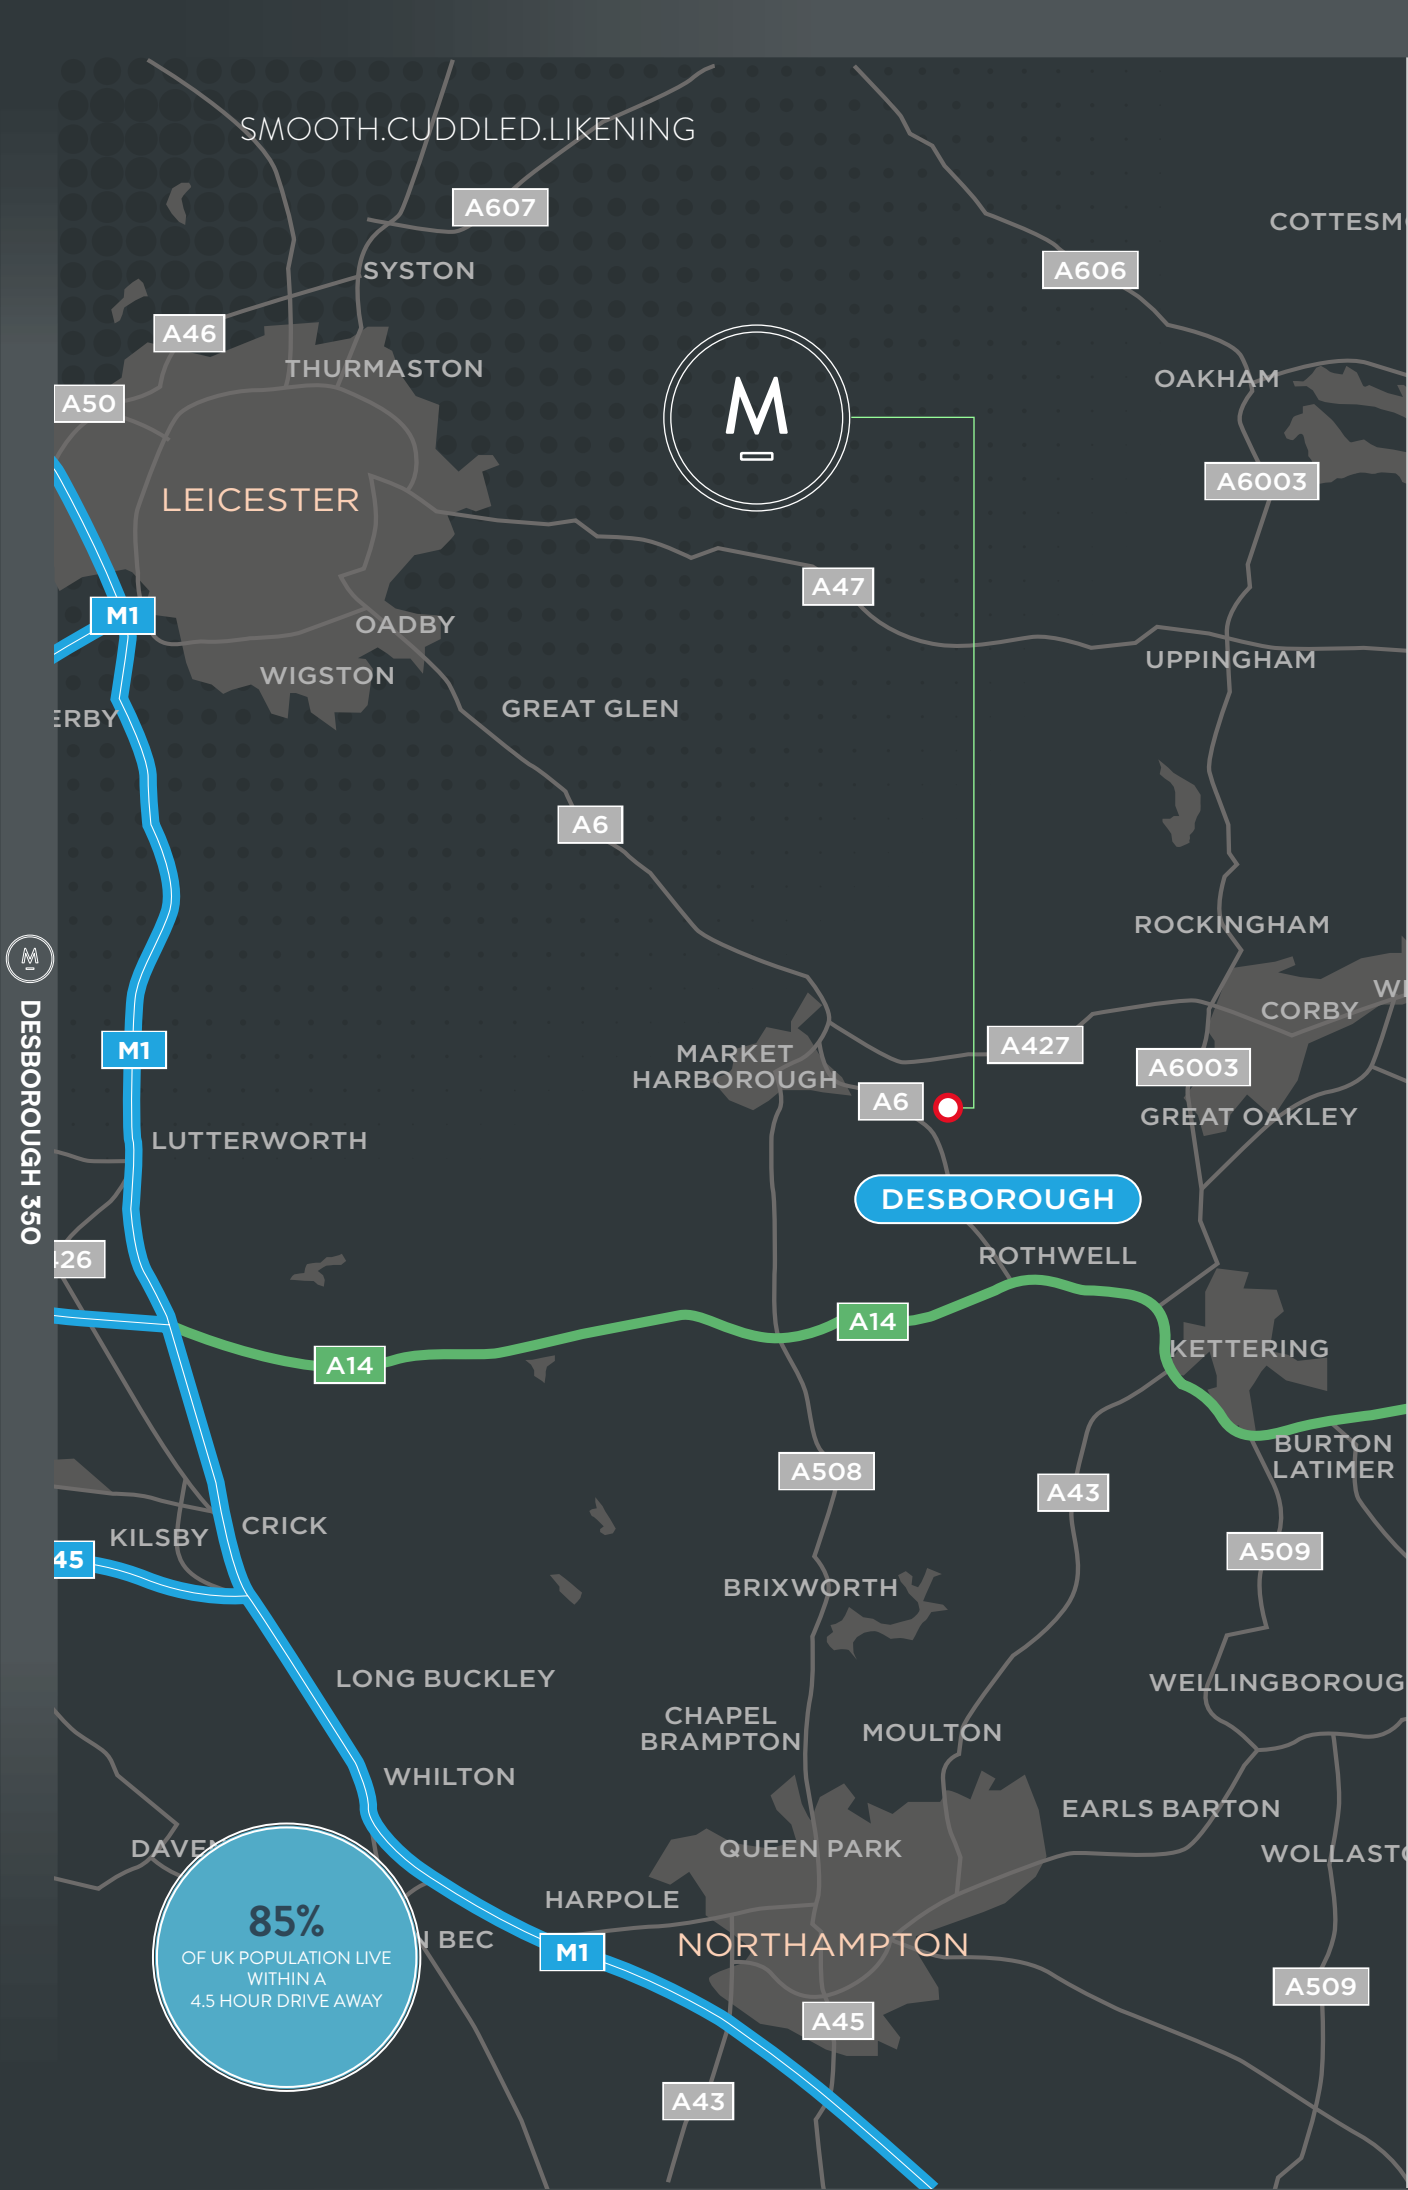 SMOOTH.CUDDLED.LIKENING
A607
COTTESM
SYSTON
A606
A46
THURMASTON
OAKHAM
A50
M
A6003
LEICESTER
A47
M1
OADBY
UPPINGHAM
WIGSTON
GREAT GLEN
ERBY
A6
ROCKINGHAM
M
DESBOROUGH 350
WI
CORBY
M1
A427
MARKET
HARBOROUGH
A6003
A6
GREAT OAKLEY
LUTTERWORTH
DESBOROUGH
426
ROTHWELL
A14
A14
KETTERING
BURTON
LATIMER
A508
A43
CRICK
KILSBY
45
A509
BRIXWORTH
LONG BUCKLEY
WELLINGBOROUG
CHAPEL
BRAMPTON
MOULTON
WHILTON
EARLS BARTON
DAVEN
QUEEN PARK
WOLLASTO
HARPOLE
85%
OF UK POPULATION LIVE
WITHIN A
4.5 HOUR DRIVE AWAY
N BEC
M1
NORTHAMPTON
A509
A45
A43